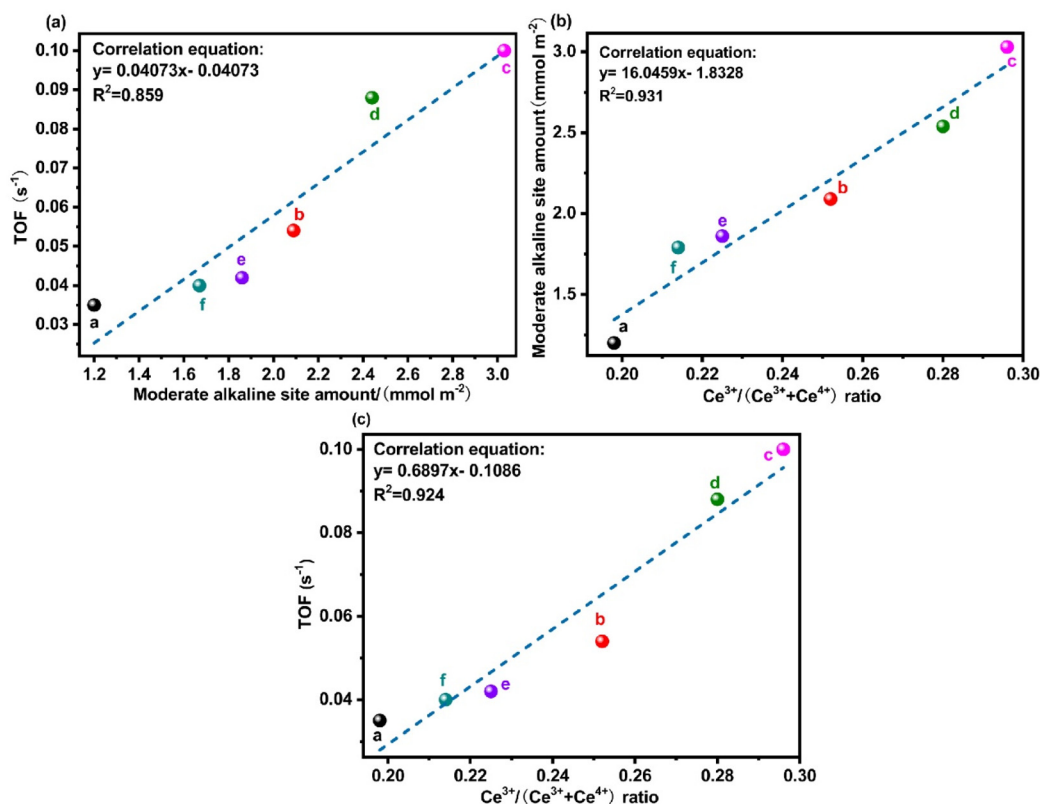 (a)
Correlation equation:
y= 0.04073x- 0.04073
R²=0.859
0.10
0.09
0.08
0.07
0.06
0.05
0.04
0.03
TOF (s⁻¹)
a
f
e
b
d
c
1.2 1.4 1.6 1.8 2.0 2.2 2.4 2.6 2.8 3.0
Moderate alkaline site amount/(mmol m⁻²)
(b)
Correlation equation:
y= 16.0459x- 1.8328
R²=0.931
3.0
2.5
2.0
1.5
Moderate alkaline site amount(mmol m⁻²)
a
f
e
b
d
c
0.20 0.22 0.24 0.26 0.28 0.30
Ce³⁺/(Ce³⁺+Ce⁴⁺) ratio
(c)
Correlation equation:
y= 0.6897x- 0.1086
R²=0.924
0.10
0.08
0.06
0.04
TOF (s⁻¹)
a
f
e
b
d
c
0.20 0.22 0.24 0.26 0.28 0.30
Ce³⁺/(Ce³⁺+Ce⁴⁺) ratio